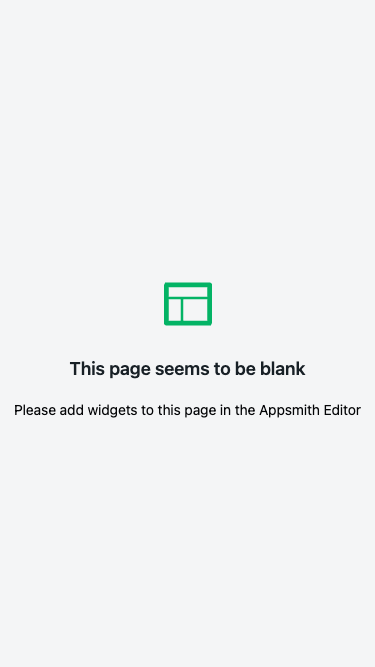 This page seems to be blank
Please add widgets to this page in the Appsmith Editor